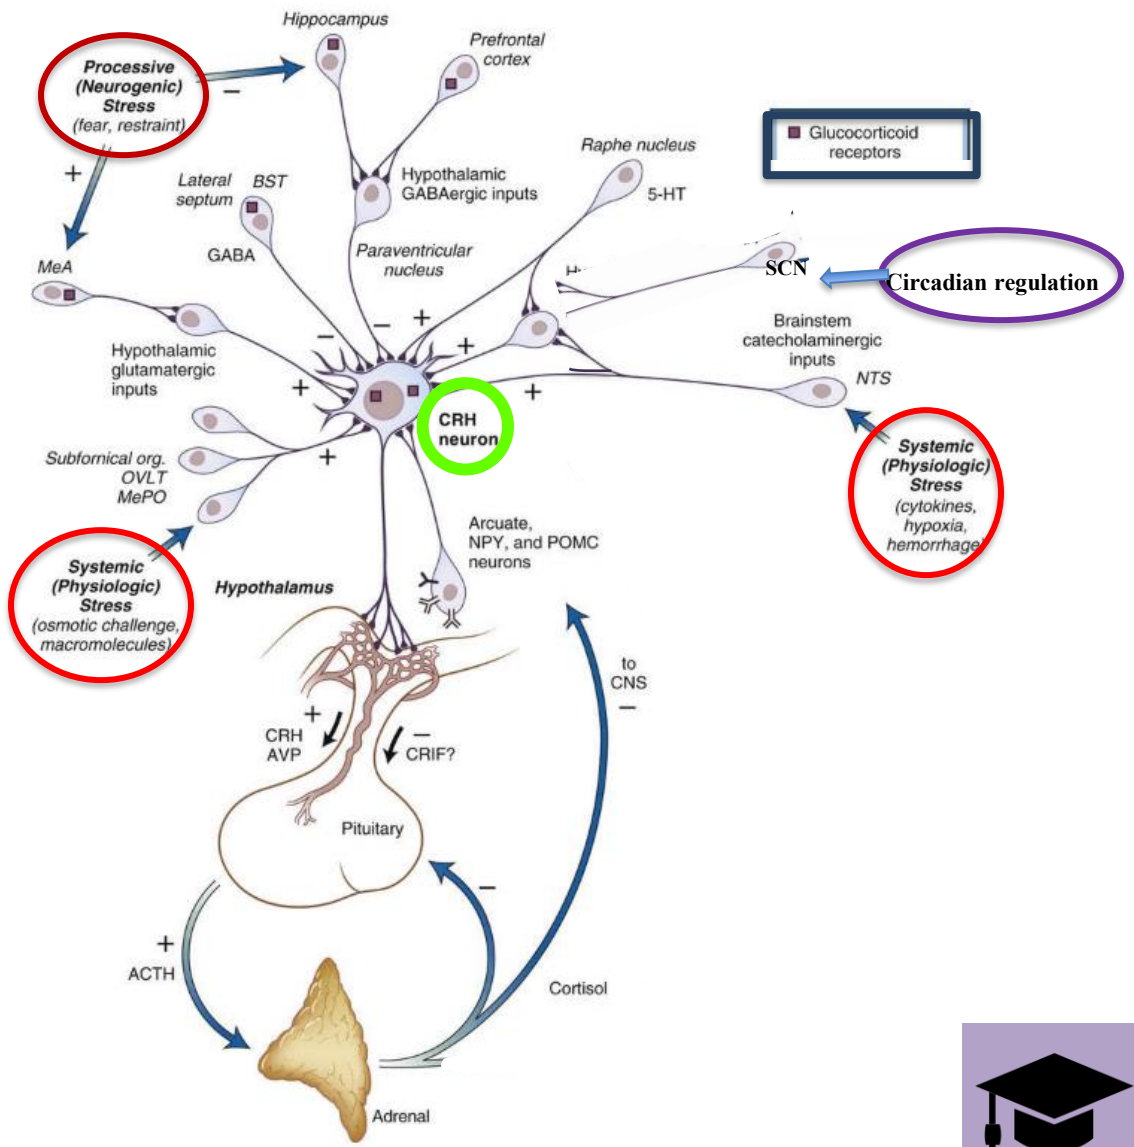 Hippocampus
Prefrontal
cortex
Processive
(Neurogenic)
Stress
(fear, restraint)
−
+
Glucocorticoid
receptors
Raphe nucleus
5-HT
Hypothalamic
GABAergic inputs
Lateral
septum
BST
GABA
Paraventricular
nucleus
MeA
SCN
Circadian regulation
Hypothalamic
glutamatergic
inputs
−
−
+
+
+
+
Brainstem
catecholaminergic
inputs
NTS
CRH
neuron
Subfornical org.
OVLT
MePO
+
Systemic
(Physiologic)
Stress
(cytokines,
hypoxia,
hemorrhage)
Arcuate,
NPY, and POMC
neurons
Systemic
(Physiologic)
Stress
(osmotic challenge,
macromolecules)
Hypothalamus
to
CNS
−
+
CRH
AVP
−
CRIF?
Pituitary
−
+
ACTH
Cortisol
Adrenal